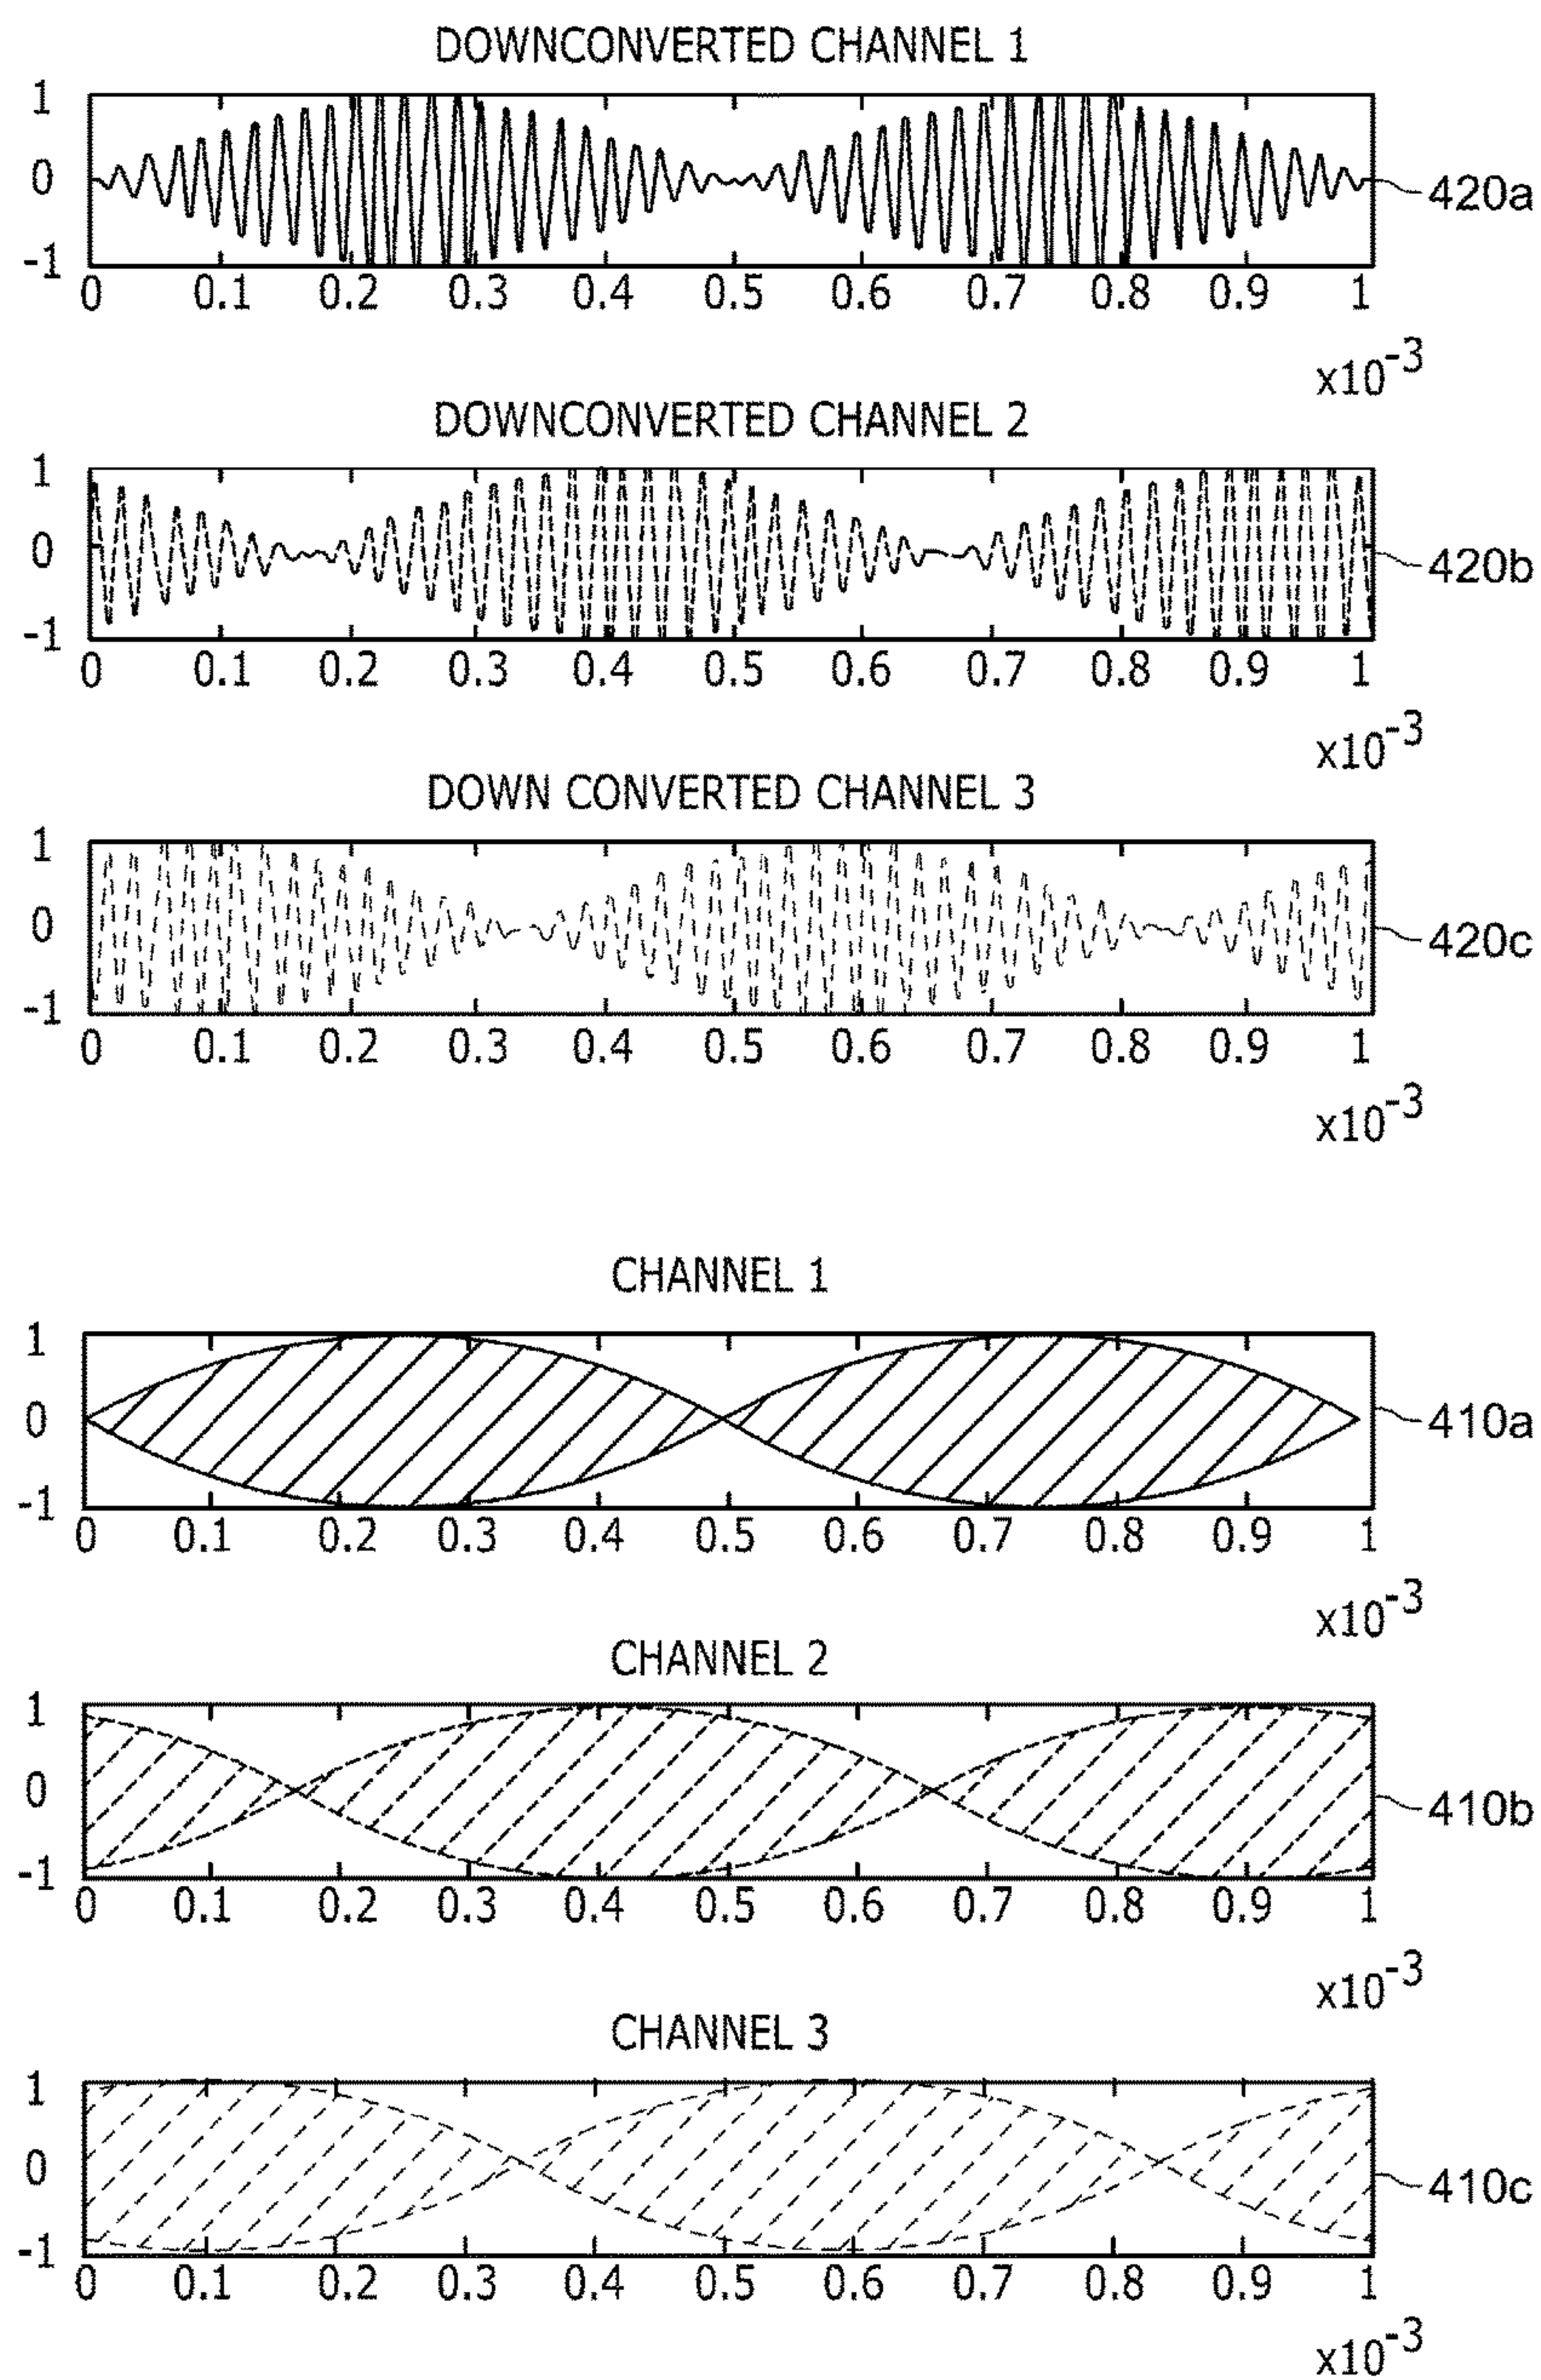 DOWNCONVERTED CHANNEL 1
1
0
-1
0 0.1 0.2 0.3 0.4 0.5 0.6 0.7 0.8 0.9 1
x10-3
420a
DOWNCONVERTED CHANNEL 2
1
0
-1
0 0.1 0.2 0.3 0.4 0.5 0.6 0.7 0.8 0.9 1
x10-3
420b
DOWN CONVERTED CHANNEL 3
1
0
-1
0 0.1 0.2 0.3 0.4 0.5 0.6 0.7 0.8 0.9 1
x10-3
420c
CHANNEL 1
1
0
-1
0 0.1 0.2 0.3 0.4 0.5 0.6 0.7 0.8 0.9 1
x10-3
410a
CHANNEL 2
1
0
-1
0 0.1 0.2 0.3 0.4 0.5 0.6 0.7 0.8 0.9 1
x10-3
410b
CHANNEL 3
1
0
-1
0 0.1 0.2 0.3 0.4 0.5 0.6 0.7 0.8 0.9 1
x10-3
410c